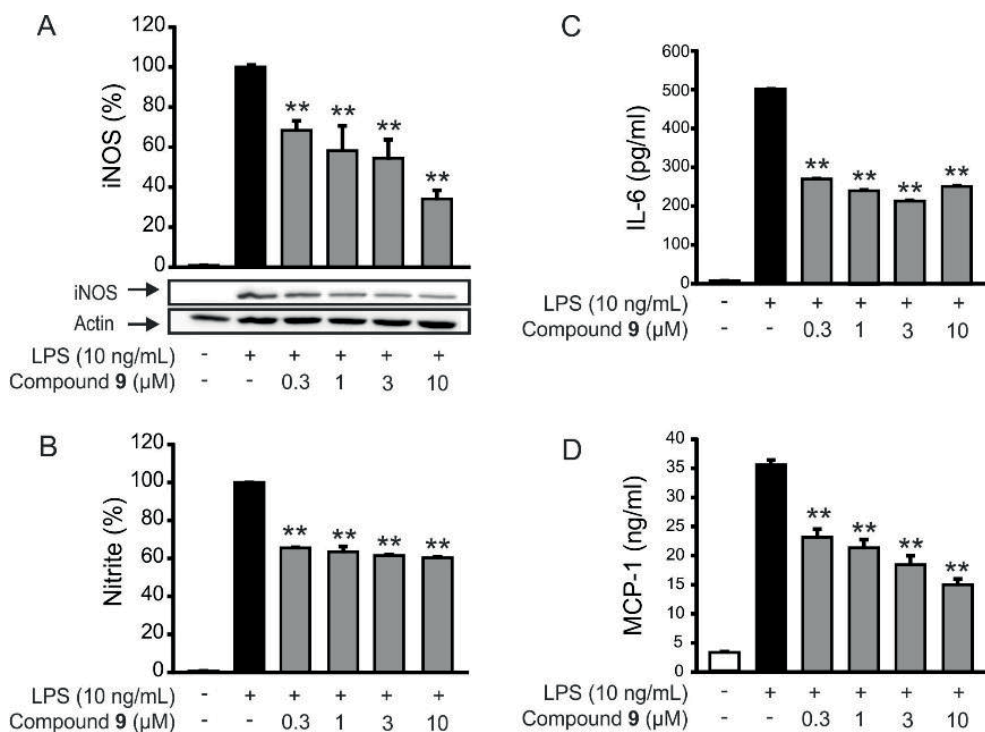 A
iNOS (%)
120
100
80
60
40
20
0
** ** ** **
iNOS
Actin
LPS (10 ng/mL) - + + + + +
Compound 9 (µM) - - 0.3 1 3 10
B
Nitrite (%)
120
100
80
60
40
20
0
** ** ** **
LPS (10 ng/mL) - + + + + +
Compound 9 (µM) - - 0.3 1 3 10
C
IL-6 (pg/ml)
600
500
400
300
200
100
0
** ** ** **
LPS (10 ng/mL) - + + + + +
Compound 9 (µM) - - 0.3 1 3 10
D
MCP-1 (ng/ml)
40
35
30
25
20
15
10
5
0
** ** ** **
LPS (10 ng/mL) - + + + + +
Compound 9 (µM) - - 0.3 1 3 10